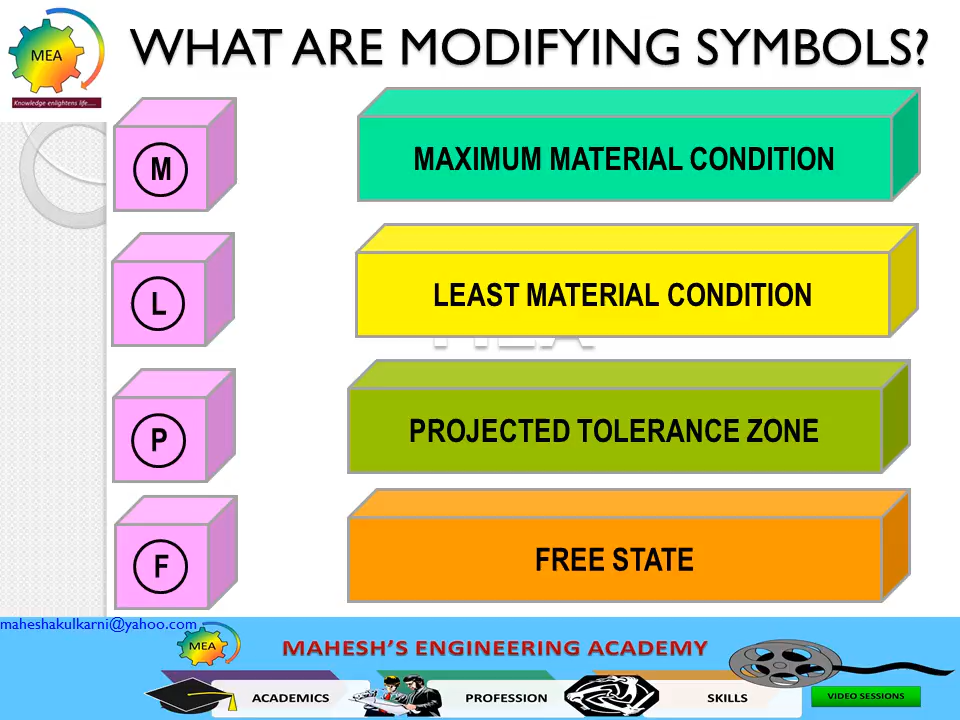 MEA
WHAT ARE MODIFYING SYMBOLS?
Knowledge enlightens life.....
M
MAXIMUM MATERIAL CONDITION
L
LEAST MATERIAL CONDITION
MEA
P
PROJECTED TOLERANCE ZONE
F
FREE STATE
maheshakulkarni@yahoo.com
MEA
MAHESH'S ENGINEERING ACADEMY
ACADEMICS
PROFESSION
SKILLS
VIDEO SESSIONS